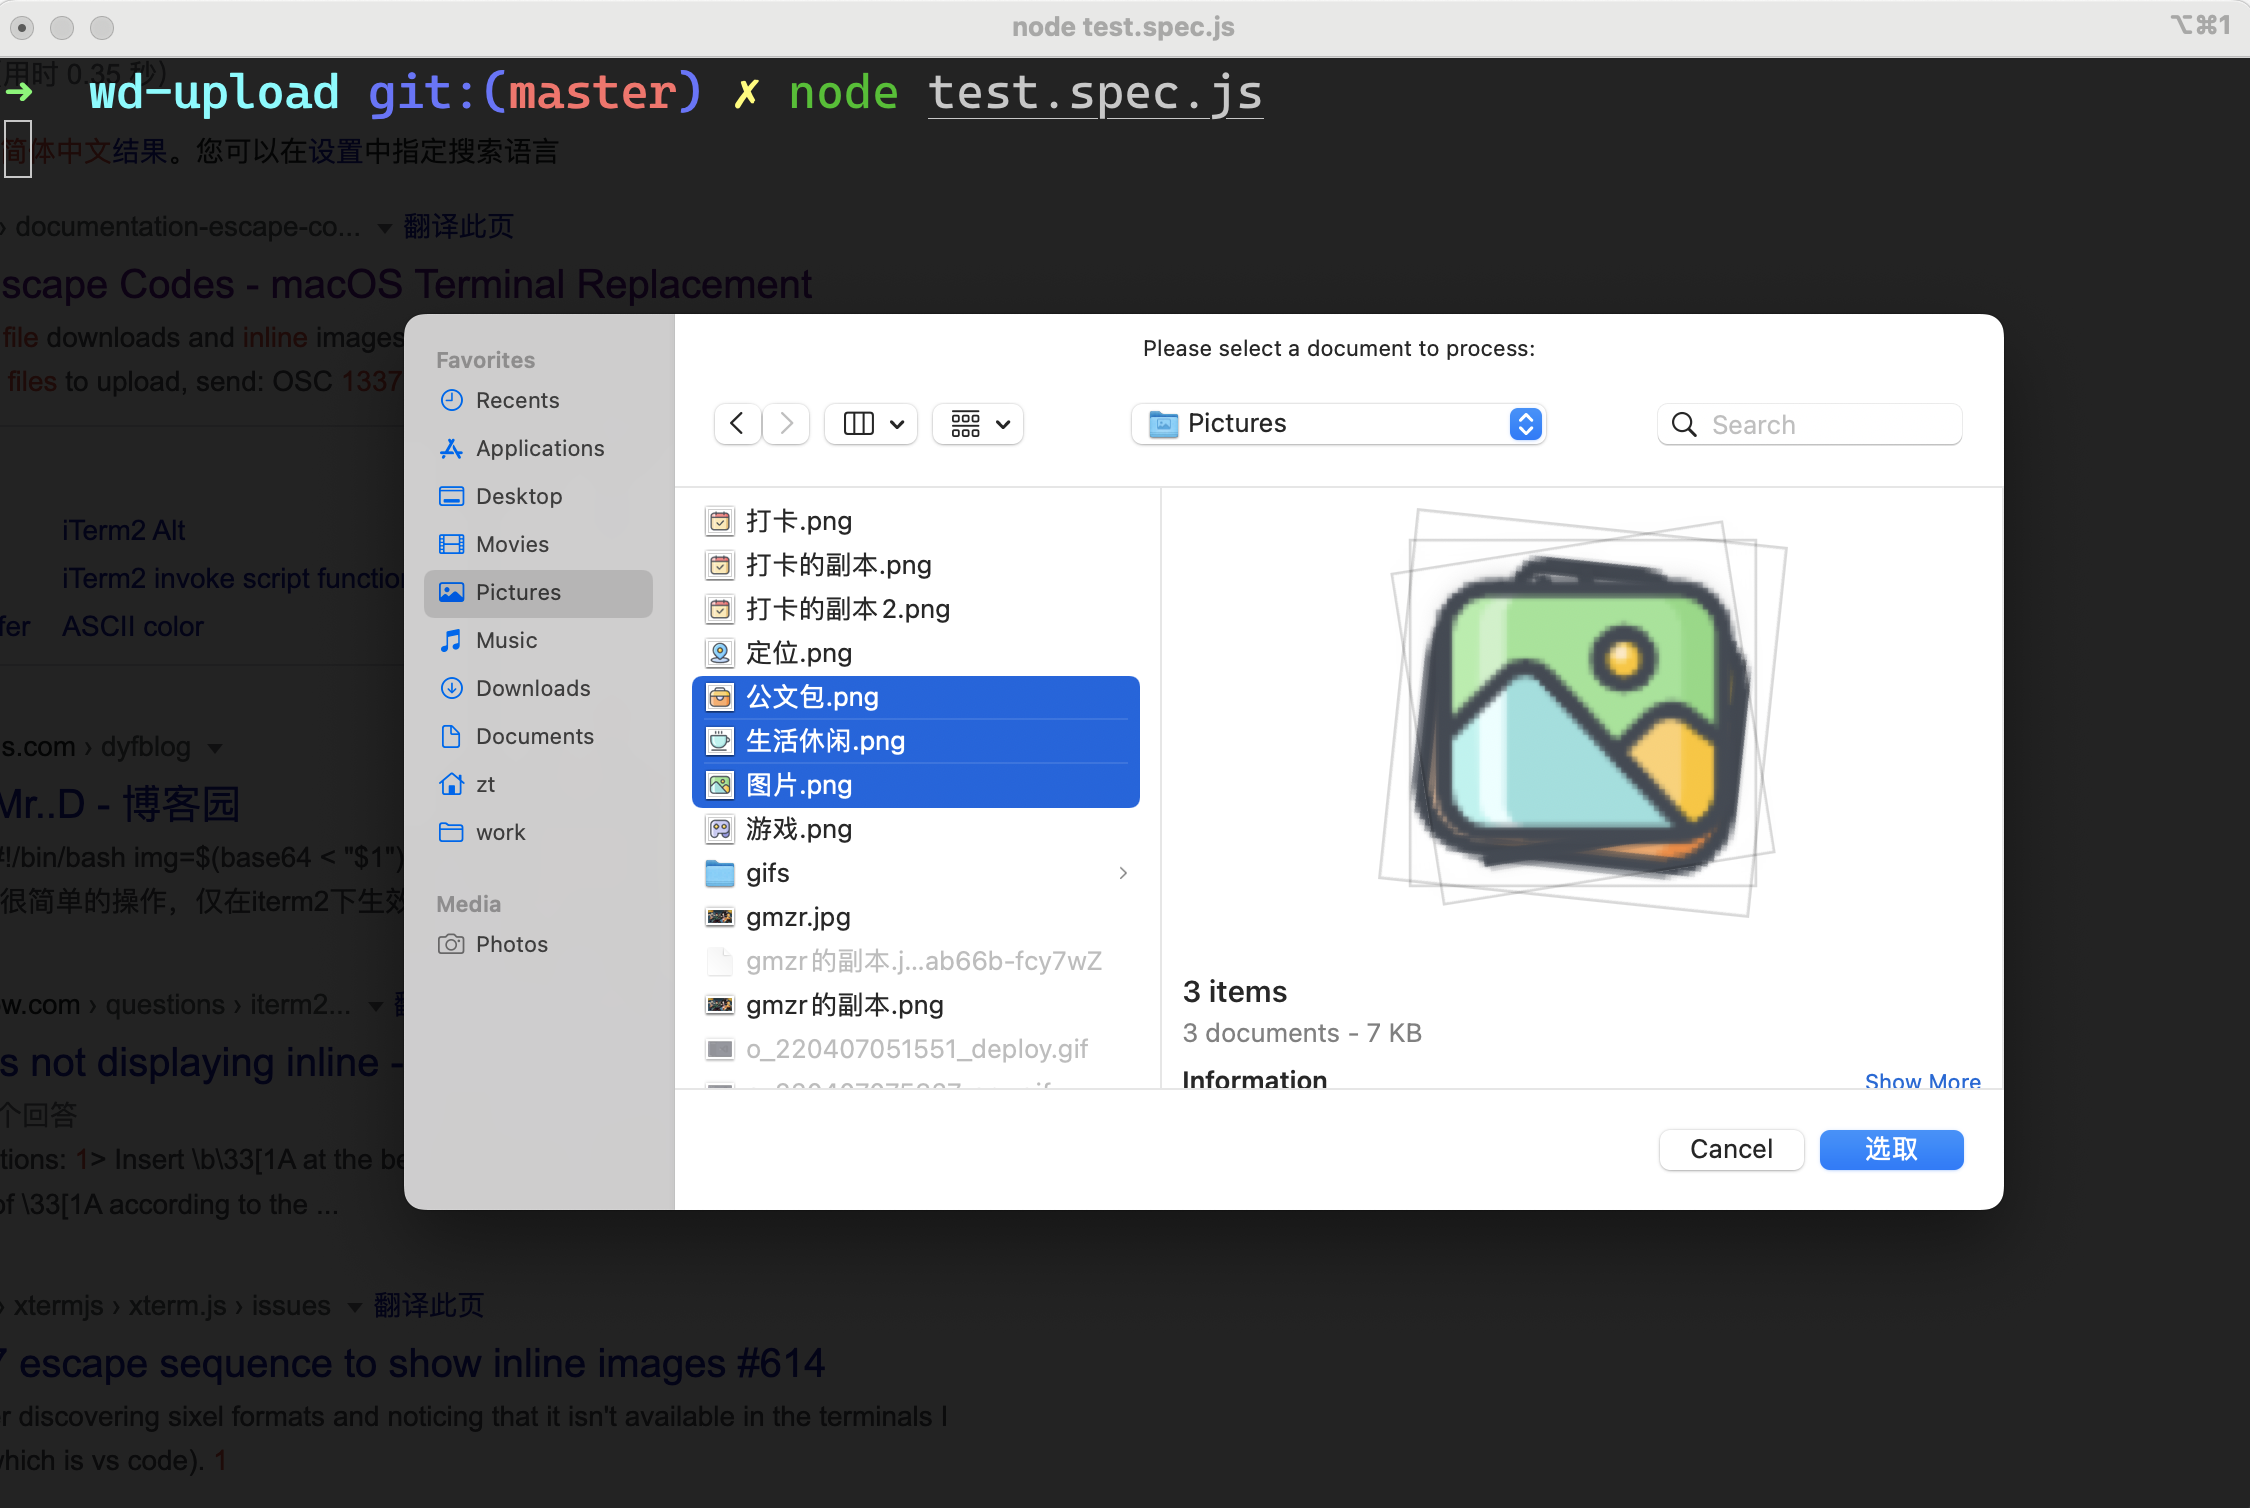 node test.spec.js
⌥⌘1
用时 0.35 秒）
➜ wd-upload git:(master) ✗ node test.spec.js
简体中文结果。您可以在设置中指定搜索语言
› documentation-escape-co... 翻译此页
scape Codes - macOS Terminal Replacement
file downloads and inline images
files to upload, send: OSC 1337
iTerm2 Alt
iTerm2 invoke script function
fer ASCII color
s.com › dyfblog
Mr..D - 博客园
#!/bin/bash img=$(base64 < "$1")
很简单的操作，仅在iterm2下生效
w.com › questions › iterm2...
s not displaying inline -
个回答
tions: 1> Insert \b\33[1A at the be
of \33[1A according to the ...
› xtermjs › xterm.js › issues 翻译此页
7 escape sequence to show inline images #614
r discovering sixel formats and noticing that it isn't available in the terminals I
which is vs code). 1
Favorites
Recents
Applications
Desktop
Movies
Pictures
Music
Downloads
Documents
zt
work
Media
Photos
Please select a document to process:
Pictures
Search
打卡.png
打卡的副本.png
打卡的副本2.png
定位.png
公文包.png
生活休闲.png
图片.png
游戏.png
gifs
gmzr.jpg
gmzr的副本.j...ab66b-fcy7wZ
gmzr的副本.png
o_220407051551_deploy.gif
3 items
3 documents - 7 KB
Information
Show More
Cancel
选取